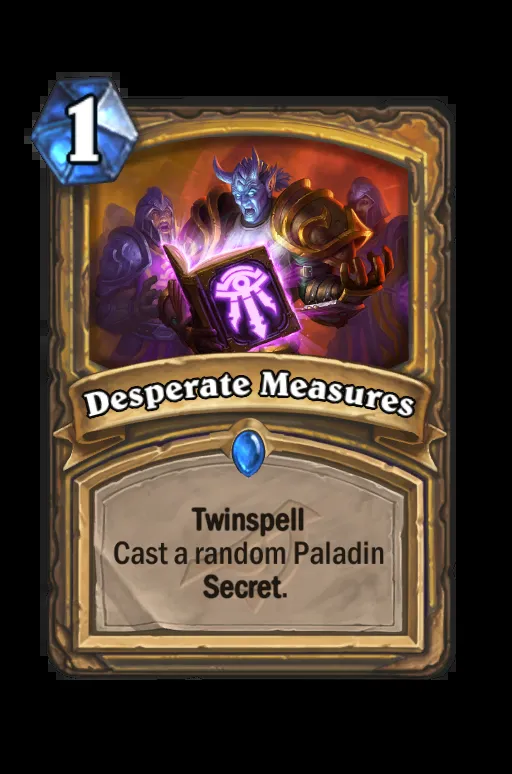 1
Desperate Measures
Twinspell
Cast a random Paladin
Secret.